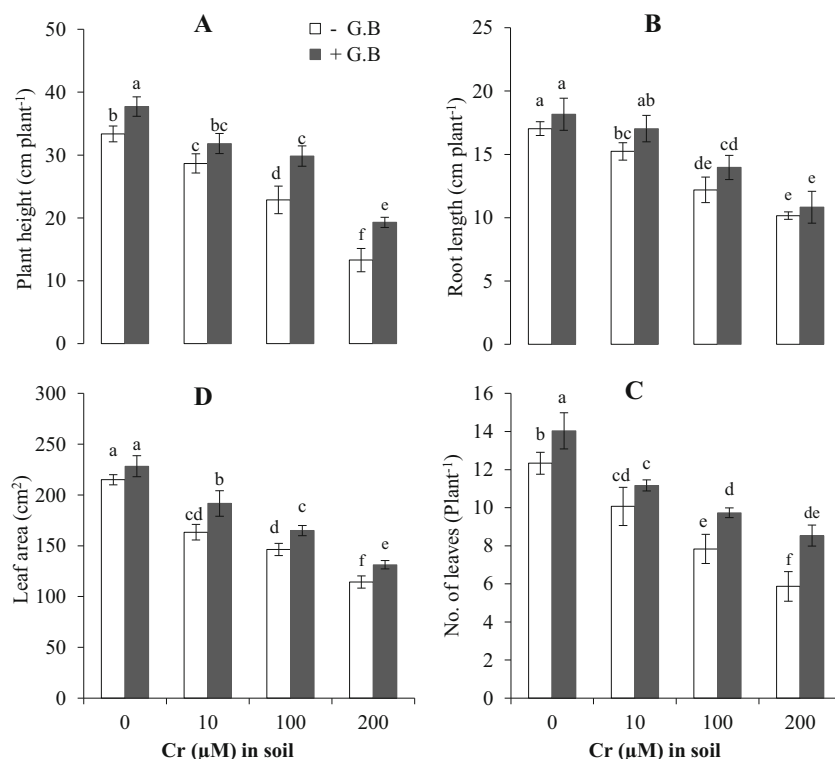 A
- G.B
+ G.B
Plant height (cm plant⁻¹)
50
40
30
20
10
0
b
a
c
bc
d
c
f
e
B
Root length (cm plant⁻¹)
25
20
15
10
5
0
a
a
bc
ab
de
cd
e
e
D
Leaf area (cm²)
300
250
200
150
100
50
0
a
a
cd
b
d
c
f
e
0 10 100 200
Cr (µM) in soil
C
No. of leaves (Plant⁻¹)
16
14
12
10
8
6
4
2
0
b
a
cd
c
e
d
f
de
0 10 100 200
Cr (µM) in soil